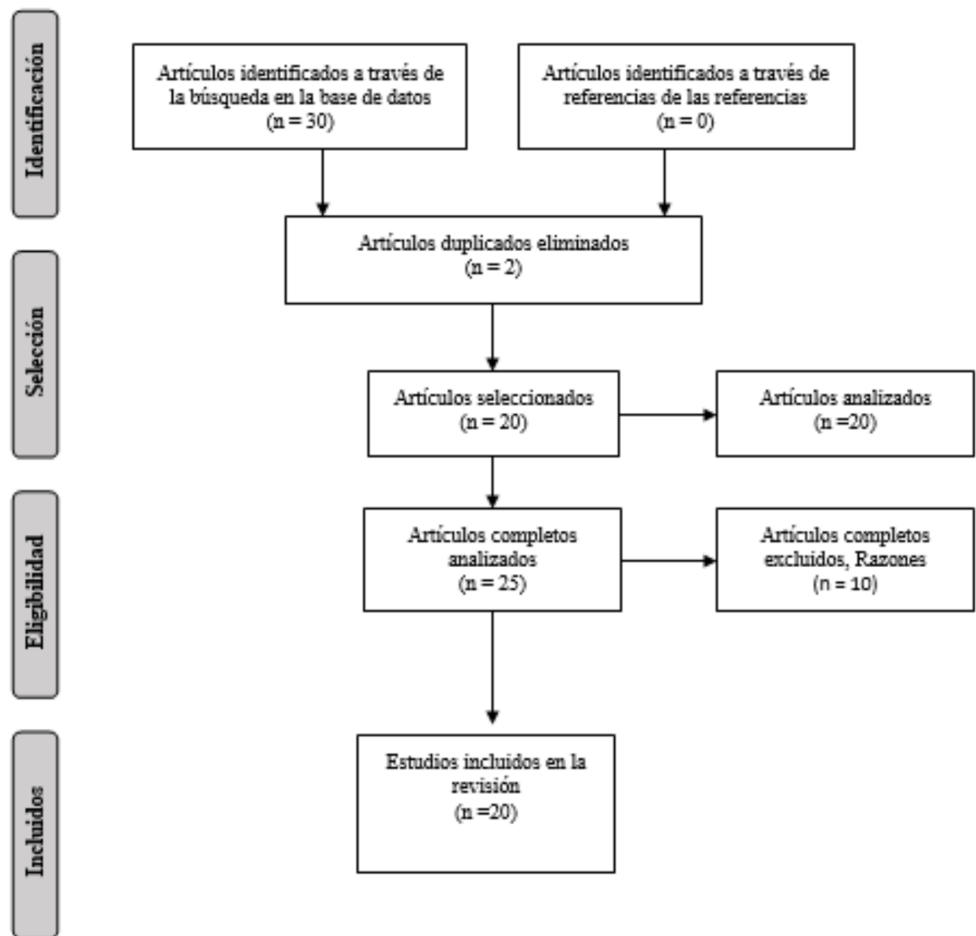 Identificación
Artículos identificados a través de
la búsqueda en la base de datos
(n = 30)
Artículos identificados a través de
referencias de las referencias
(n = 0)
Artículos duplicados eliminados
(n = 2)
Selección
Artículos seleccionados
(n = 20)
Artículos analizados
(n =20)
Eligibilidad
Artículos completos
analizados
(n = 25)
Artículos completos
excluidos, Razones
(n = 10)
Incluidos
Estudios incluidos en la
revisión
(n =20)